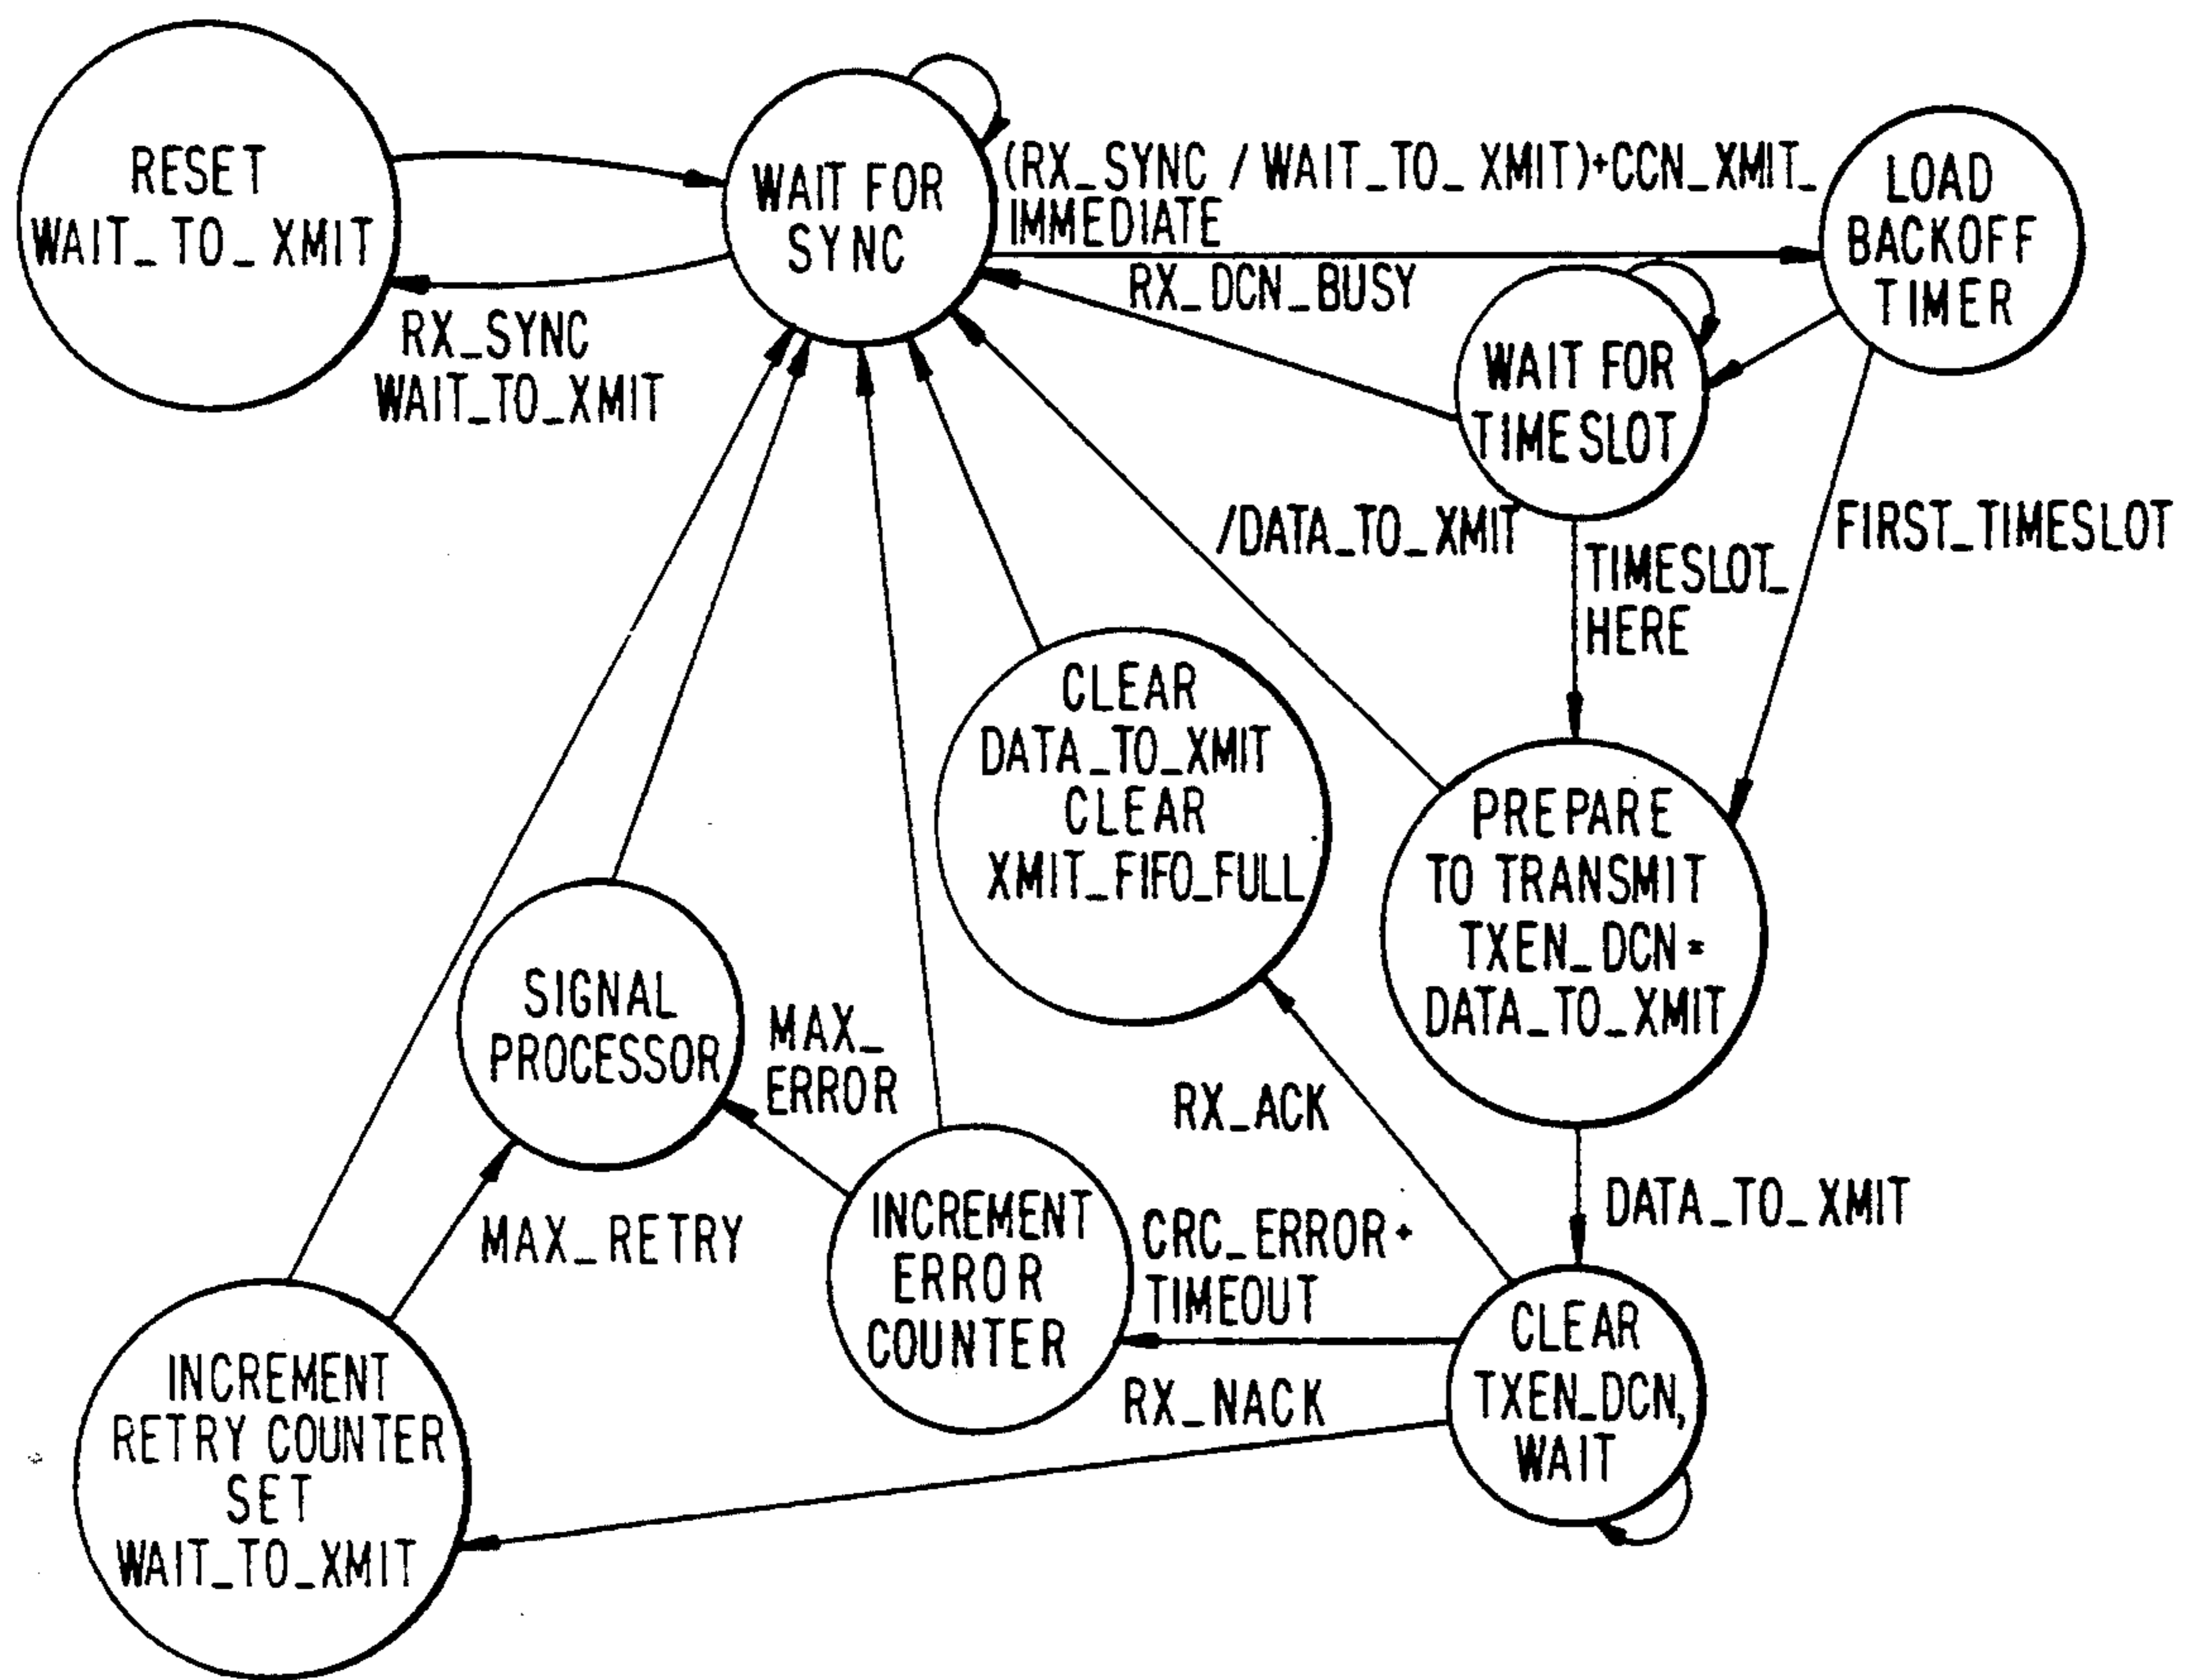 RESET
WAIT_TO_XMIT
WAIT FOR
SYNC
(RX_SYNC / WAIT_TO_XMIT)+CCN_XMIT_
IMMEDIATE
LOAD
BACKOFF
TIMER
RX_DCN_BUSY
RX_SYNC
WAIT_TO_XMIT
WAIT FOR
TIMESLOT
/DATA_TO_XMIT
TIMESLOT_
HERE
FIRST_TIMESLOT
CLEAR
DATA_TO_XMIT
CLEAR
XMIT_FIFO_FULL
PREPARE
TO TRANSMIT
TXEN_DCN=
DATA_TO_XMIT
SIGNAL
PROCESSOR
MAX_
ERROR
RX_ACK
DATA_TO_XMIT
MAX_RETRY
INCREMENT
ERROR
COUNTER
CRC_ERROR+
TIMEOUT
CLEAR
TXEN_DCN,
WAIT
RX_NACK
INCREMENT
RETRY COUNTER
SET
WAIT_TO_XMIT